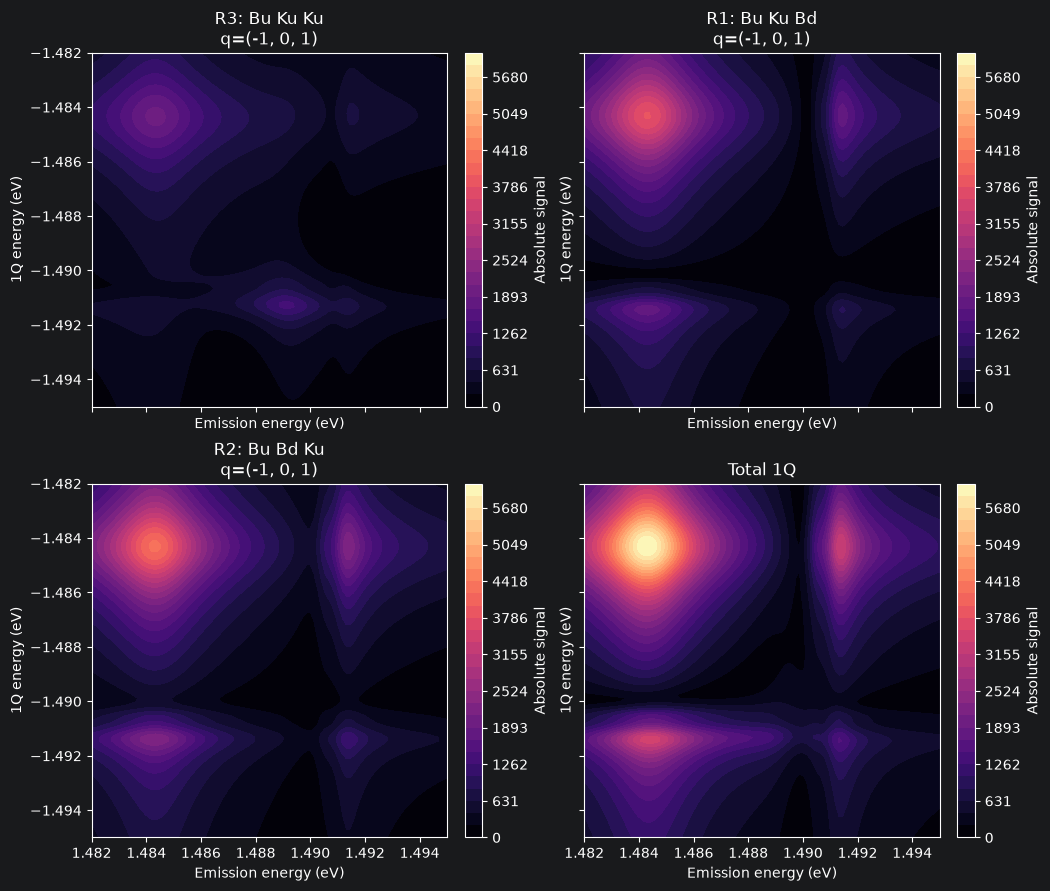 R3: Bu Ku Ku
q=(-1, 0, 1)
−1.482
−1.484
−1.486
−1.488
−1.490
−1.492
−1.494
1Q energy (eV)
Emission energy (eV)
5680
5049
4418
3786
3155
2524
1893
1262
631
0
Absolute signal
R1: Bu Ku Bd
q=(-1, 0, 1)
1Q energy (eV)
Emission energy (eV)
5680
5049
4418
3786
3155
2524
1893
1262
631
0
Absolute signal
R2: Bu Bd Ku
q=(-1, 0, 1)
−1.482
−1.484
−1.486
−1.488
−1.490
−1.492
−1.494
1Q energy (eV)
1.482 1.484 1.486 1.488 1.490 1.492 1.494
Emission energy (eV)
5680
5049
4418
3786
3155
2524
1893
1262
631
0
Absolute signal
Total 1Q
1Q energy (eV)
1.482 1.484 1.486 1.488 1.490 1.492 1.494
Emission energy (eV)
5680
5049
4418
3786
3155
2524
1893
1262
631
0
Absolute signal